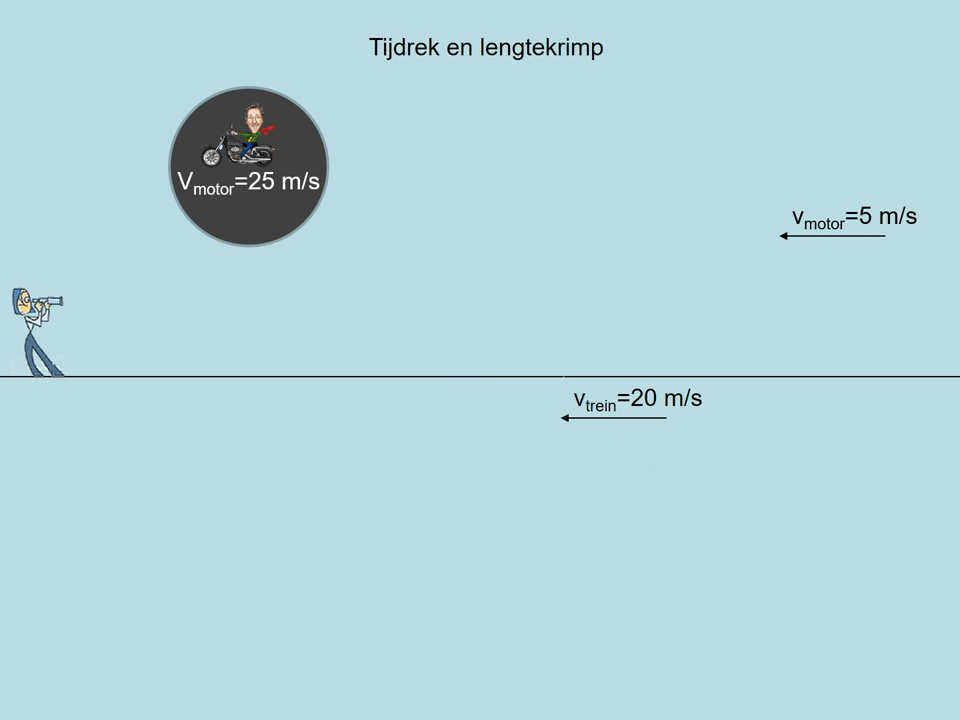 Tijdrek en lengtekrimp
Vmotor=25 m/s
vmotor=5 m/s
vtrein=20 m/s